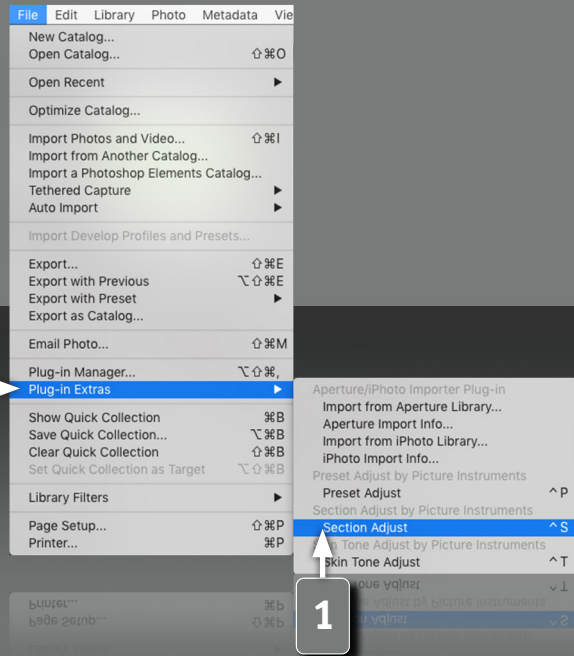 File Edit Library Photo Metadata Vie
New Catalog...
Open Catalog... ⇧⌘O
Open Recent ▶
Optimize Catalog...
Import Photos and Video... ⇧⌘I
Import from Another Catalog...
Import a Photoshop Elements Catalog...
Tethered Capture ▶
Auto Import ▶
Import Develop Profiles and Presets...
Export... ⇧⌘E
Export with Previous ⌥⇧⌘E
Export with Preset ▶
Export as Catalog...
Email Photo... ⇧⌘M
Plug-in Manager... ⌥⇧⌘,
Plug-in Extras ▶
Show Quick Collection ⌘B
Save Quick Collection... ⌥⌘B
Clear Quick Collection ⇧⌘B
Set Quick Collection as Target ⌥⇧⌘B
Library Filters ▶
Page Setup... ⇧⌘P
Printer... ⌘P
Aperture/iPhoto Importer Plug-in
Import from Aperture Library...
Aperture Import Info...
Import from iPhoto Library...
iPhoto Import Info...
Preset Adjust by Picture Instruments
Preset Adjust ^P
Section Adjust by Picture Instruments
Section Adjust ^S
Tone Adjust by Picture Instruments
Skin Tone Adjust ^T
1